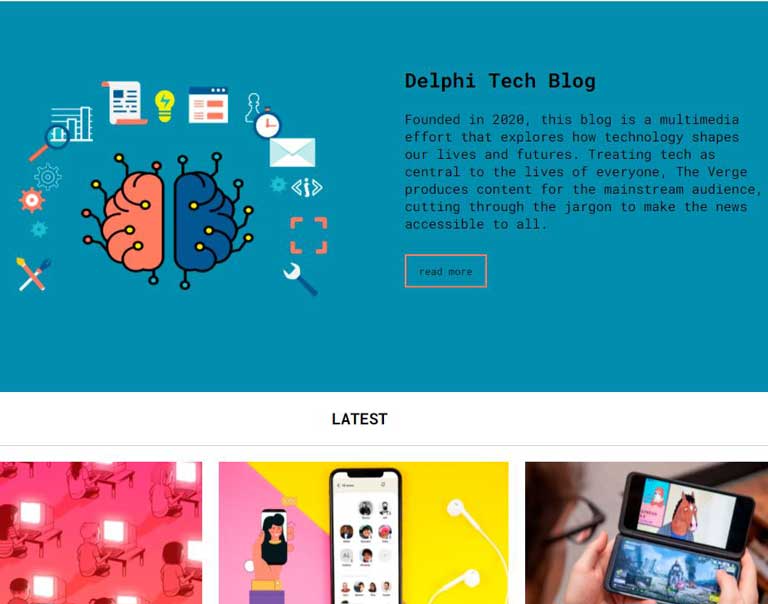 Delphi Tech Blog
Founded in 2020, this blog is a multimedia
effort that explores how technology shapes
our lives and futures. Treating tech as
central to the lives of everyone, The Verge
produces content for the mainstream audience,
cutting through the jargon to make the news
accessible to all.
read more
LATEST